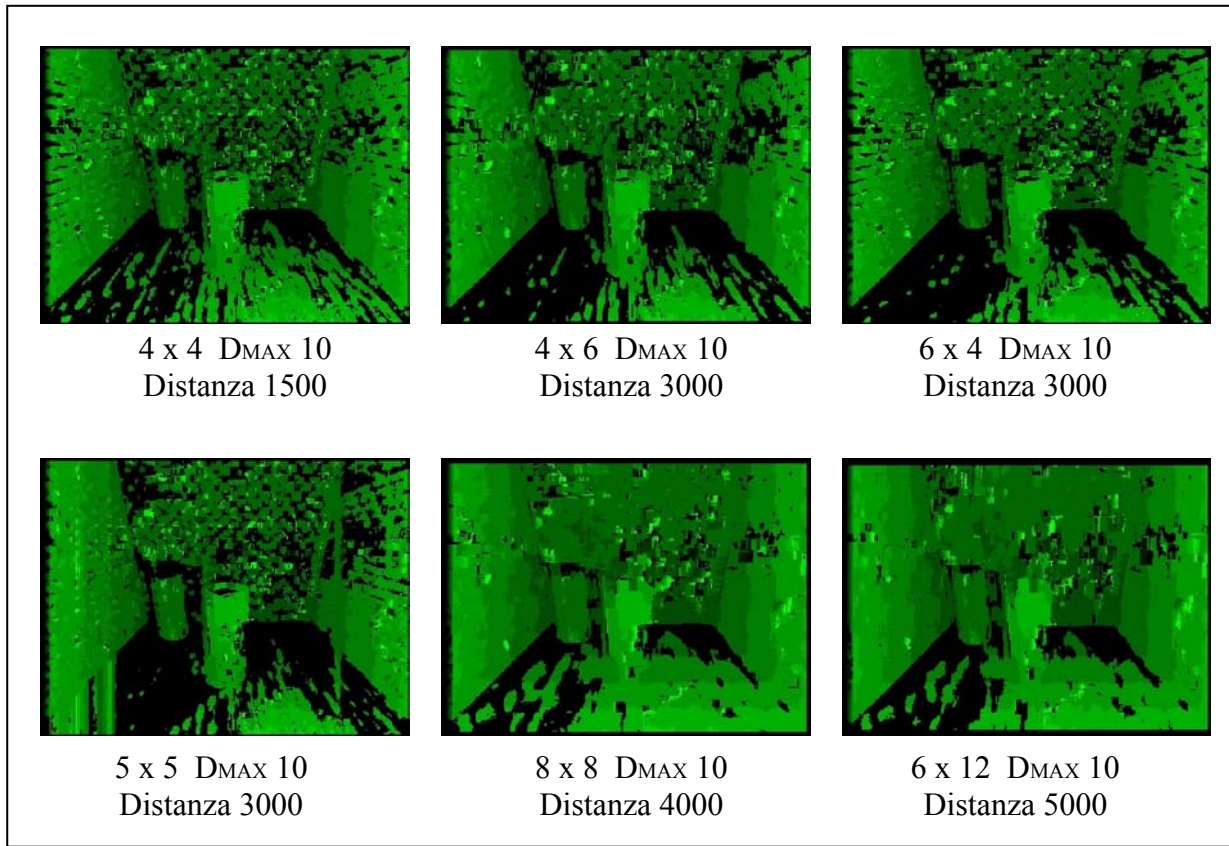 4 x 4 DMAX 10
Distanza 1500
4 x 6 DMAX 10
Distanza 3000
6 x 4 DMAX 10
Distanza 3000
5 x 5 DMAX 10
Distanza 3000
8 x 8 DMAX 10
Distanza 4000
6 x 12 DMAX 10
Distanza 5000